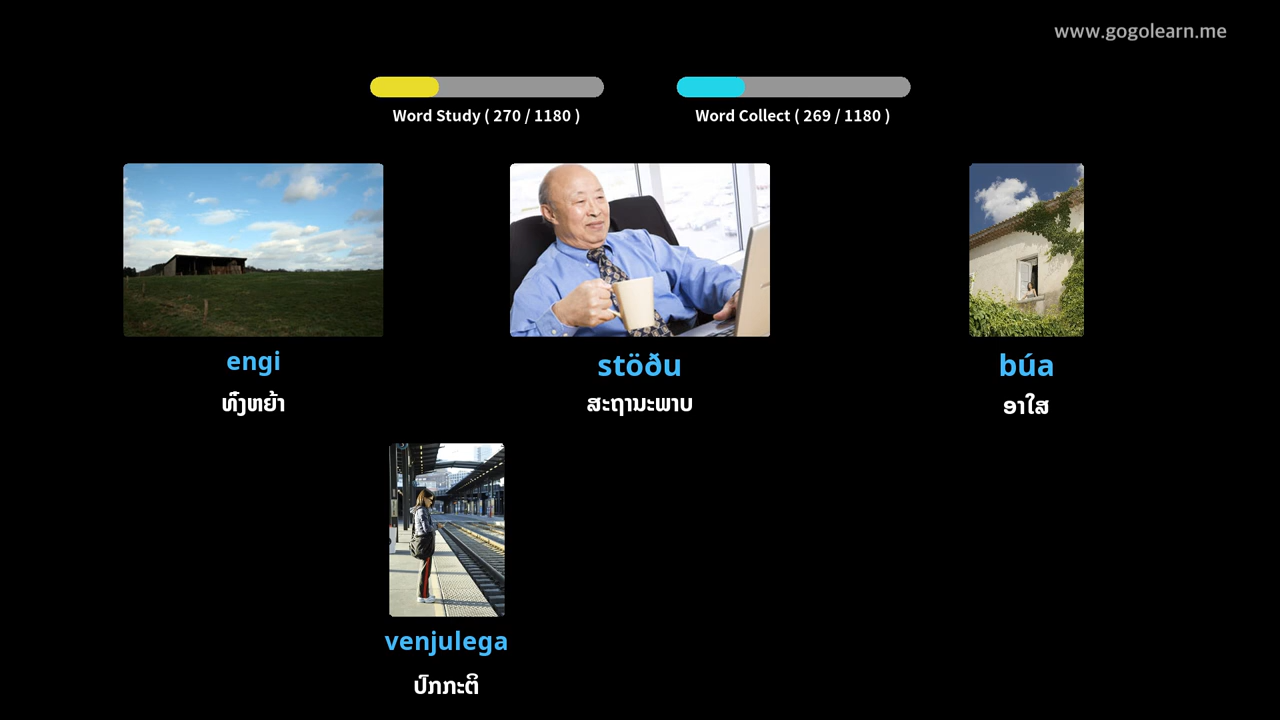 www.gogolearn.me
Word Study ( 270 / 1180 )
Word Collect ( 269 / 1180 )
engi
ທົ່ງຫຍ້າ
stöðu
ສະຖານະພາບ
búa
ອາໃສ
venjulega
ປົກກະຕິ